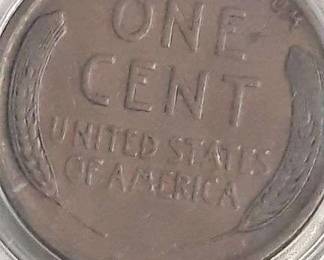 ONE
CENT
UNITED STATES
OF AMERICA